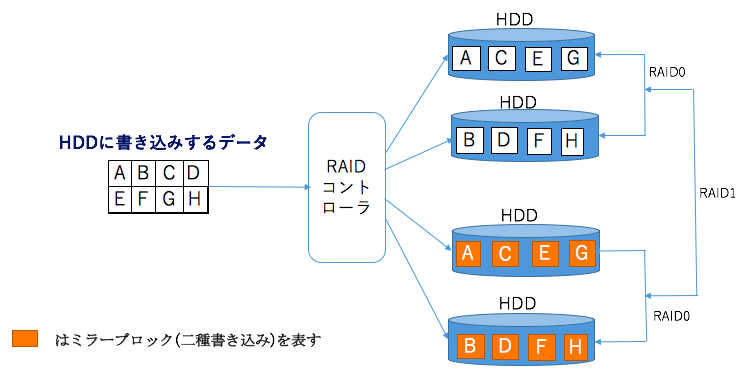 HDD
A C E G
RAID0
HDD
B D F H
HDDに書き込みするデータ
A B C D
E F G H
RAID
コント
ローラ
RAID1
HDD
A C E G
HDD
RAID0
B D F H
はミラーブロック(二種書き込み)を表す